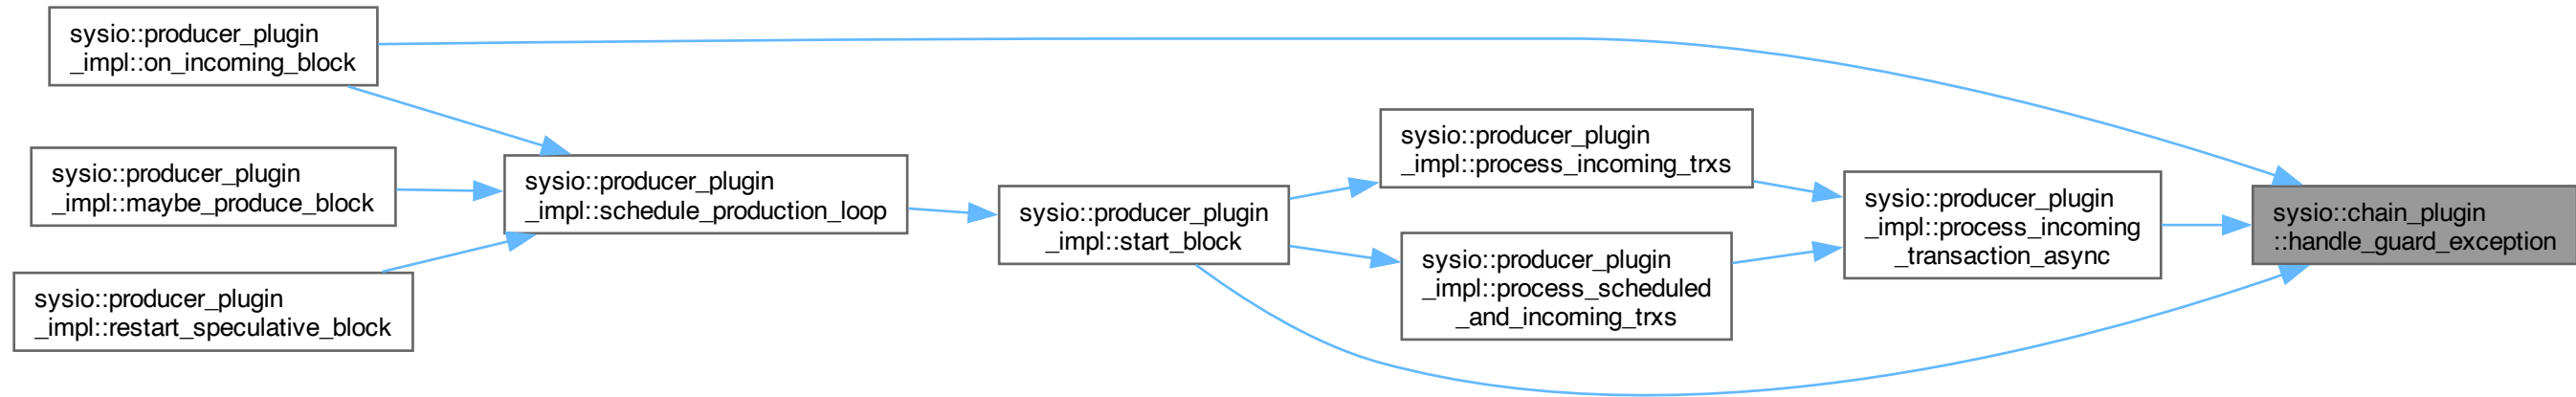 sysio::producer_plugin
_impl::on_incoming_block
sysio::producer_plugin
_impl::maybe_produce_block
sysio::producer_plugin
_impl::restart_speculative_block
sysio::producer_plugin
_impl::schedule_production_loop
sysio::producer_plugin
_impl::start_block
sysio::producer_plugin
_impl::process_incoming_trxs
sysio::producer_plugin
_impl::process_scheduled
_and_incoming_trxs
sysio::producer_plugin
_impl::process_incoming
_transaction_async
sysio::chain_plugin
::handle_guard_exception